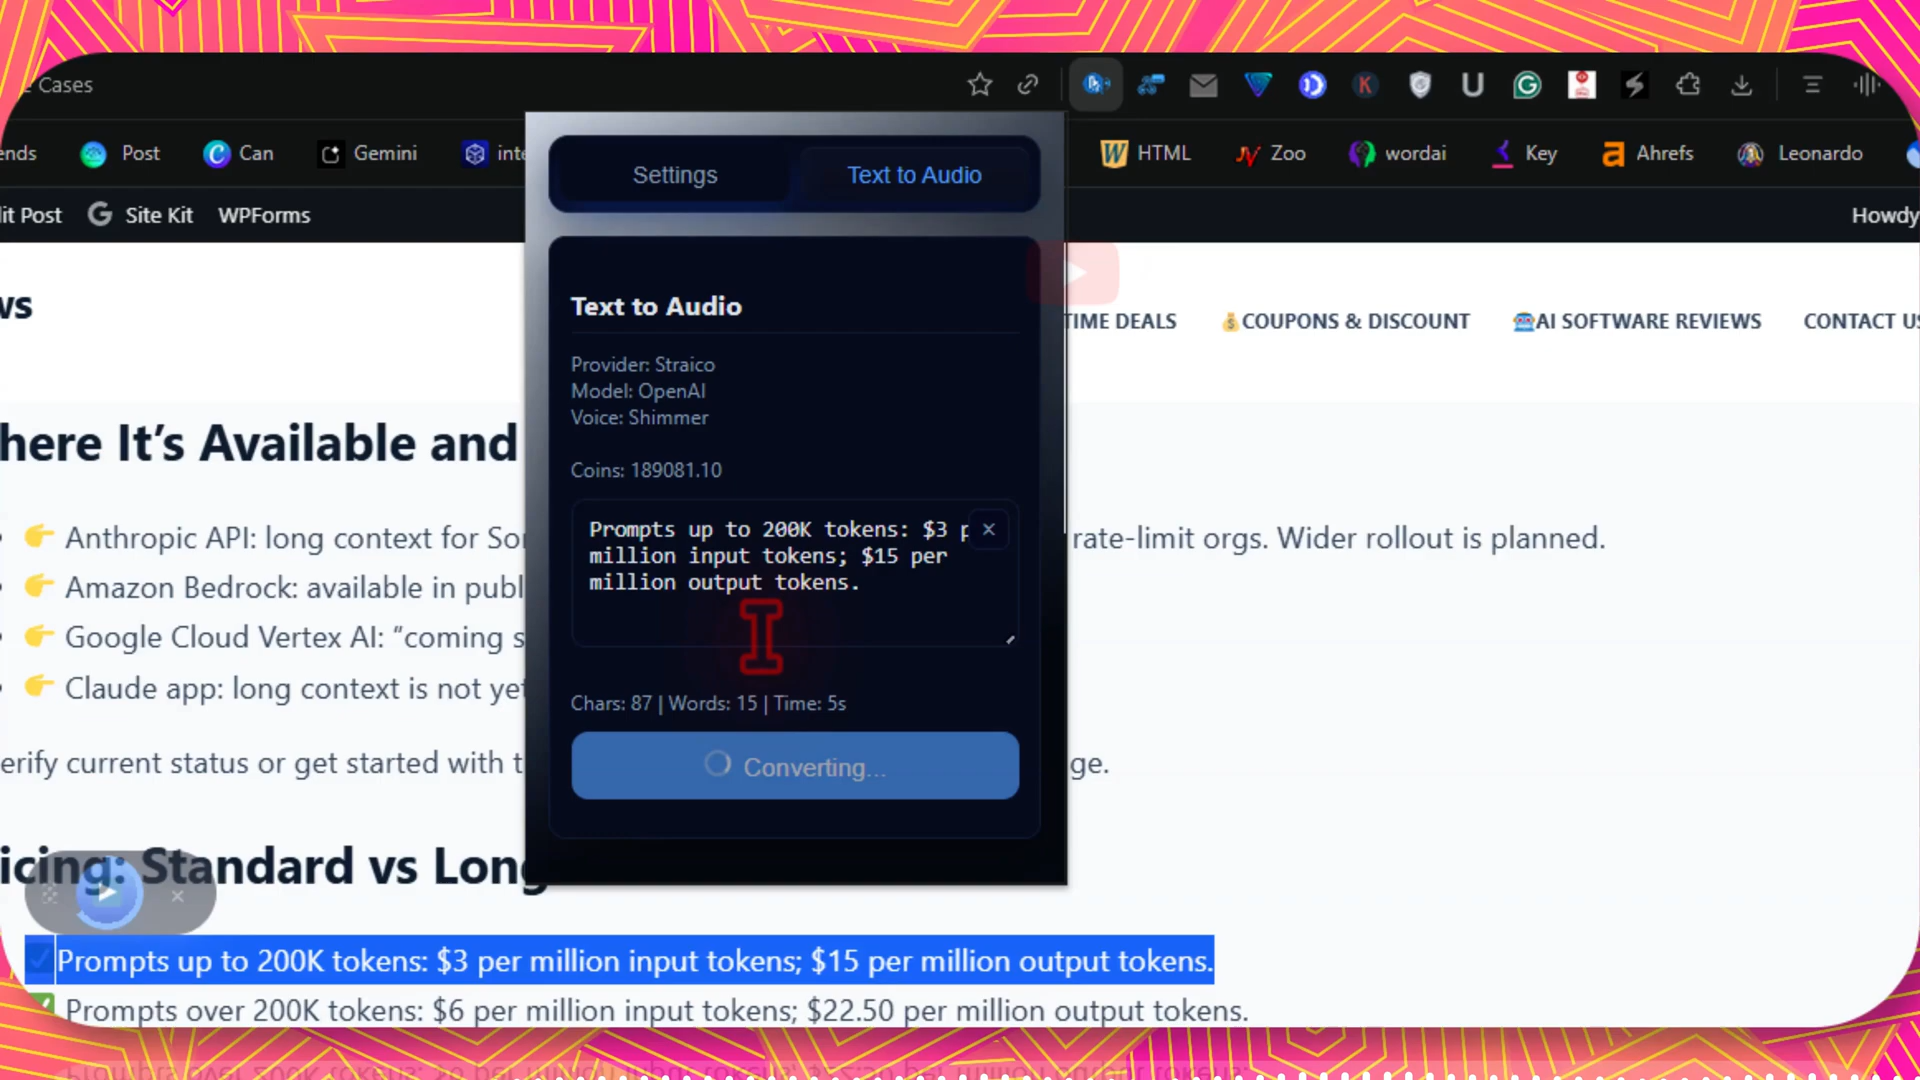 Cases
ends
Post
Can
Gemini
inte
HTML
Zoo
wordai
Key
Ahrefs
Leonardo
it Post
Site Kit
WPForms
Howdy
Settings
Text to Audio
ws
TIME DEALS
COUPONS & DISCOUNT
AI SOFTWARE REVIEWS
CONTACT US
Text to Audio
Provider: Straico
Model: OpenAI
Voice: Shimmer
Coins: 189081.10
Prompts up to 200K tokens: $3 p
million input tokens; $15 per
million output tokens.
Chars: 87 | Words: 15 | Time: 5s
Converting...
here It's Available and
Anthropic API: long context for Son
rate-limit orgs. Wider rollout is planned.
Amazon Bedrock: available in publ
Google Cloud Vertex AI: "coming s
Claude app: long context is not yet
erify current status or get started with t
ge.
icing: Standard vs Long
Prompts up to 200K tokens: $3 per million input tokens; $15 per million output tokens.
Prompts over 200K tokens: $6 per million input tokens; $22.50 per million output tokens.